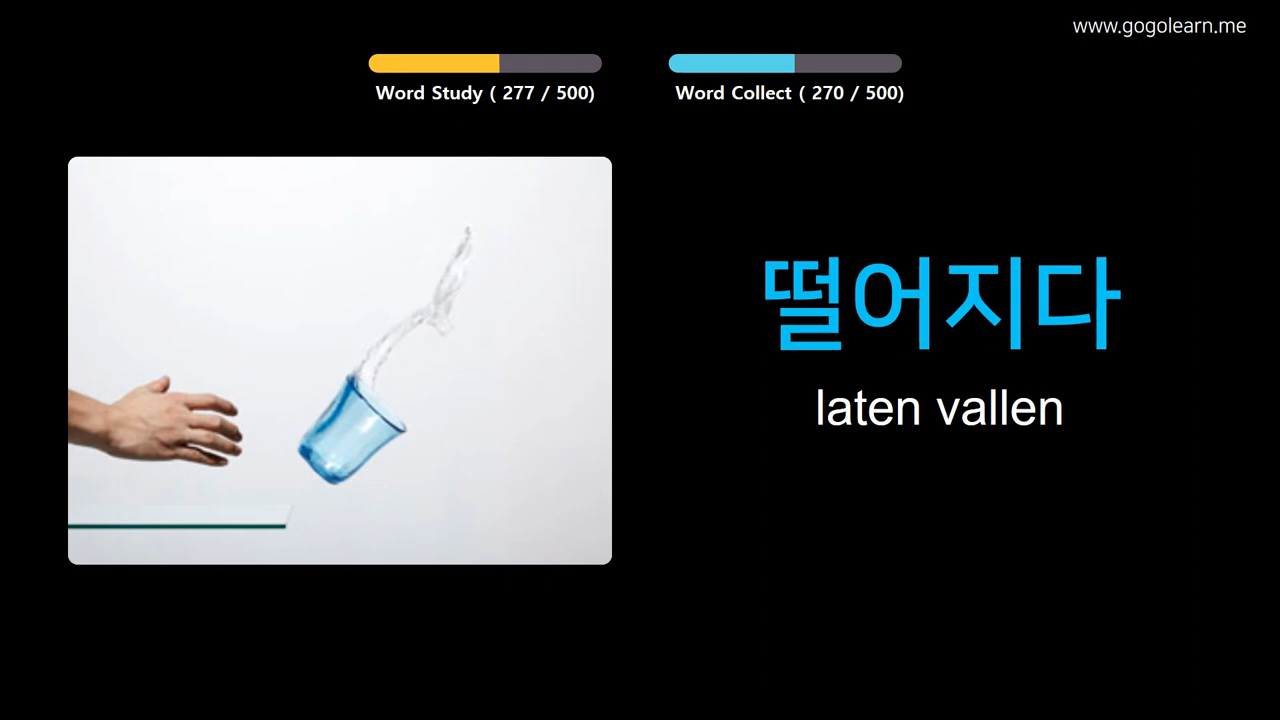 www.gogolearn.me
Word Study ( 277 / 500)
Word Collect ( 270 / 500)
떨어지다
laten vallen